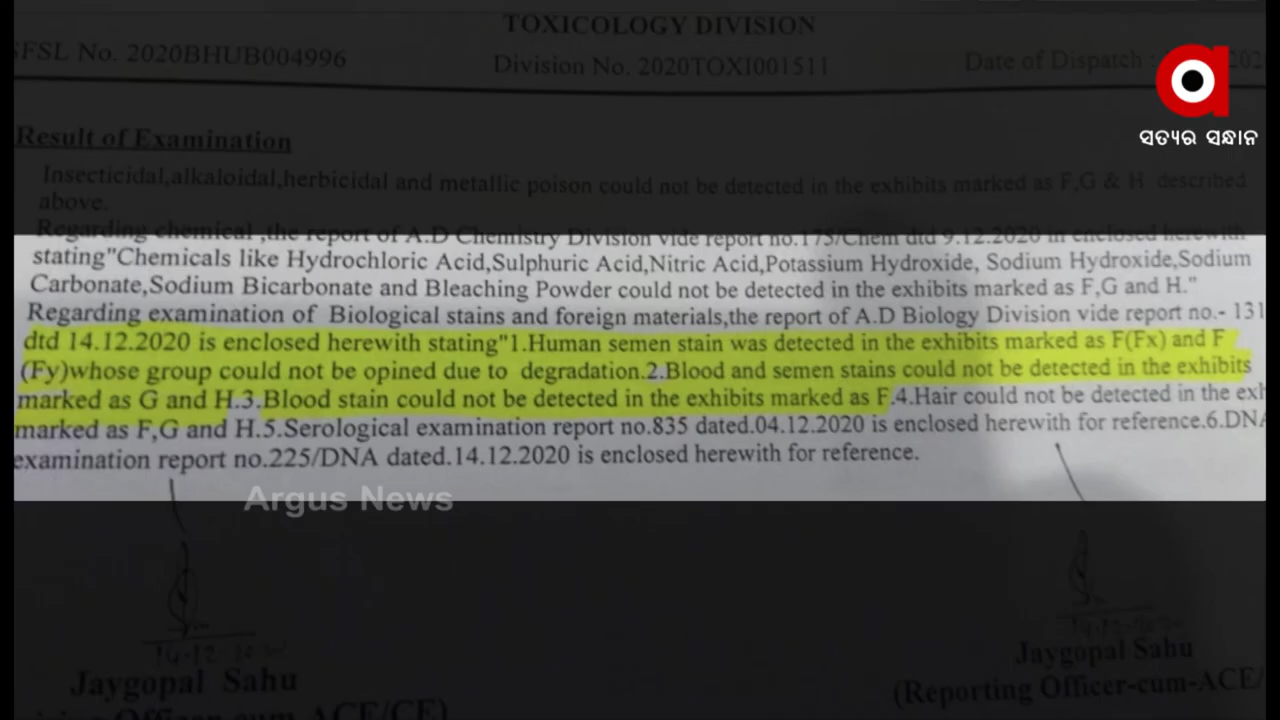 TOXICOLOGY DIVISION
SFSL No. 2020BHUB004996
Division No. 2020TOXI001511
Date of Dispatch :
ସତ୍ୟର ସନ୍ଧାନ
Result of Examination
Insecticidal,alkaloidal,herbicidal and metallic poison could not be detected in the exhibits marked as F,G & H described
above.
Regarding chemical ,the report of A.D Chemistry Division vide report no.175/Chem dtd 9.12.2020 in enclosed herewith
stating"Chemicals like Hydrochloric Acid,Sulphuric Acid,Nitric Acid,Potassium Hydroxide, Sodium Hydroxide,Sodium
Carbonate,Sodium Bicarbonate and Bleaching Powder could not be detected in the exhibits marked as F,G and H."
Regarding examination of Biological stains and foreign materials,the report of A.D Biology Division vide report no.- 131
dtd 14.12.2020 is enclosed herewith stating"1.Human semen stain was detected in the exhibits marked as F(Fx) and F
(Fy)whose group could not be opined due to degradation.2.Blood and semen stains could not be detected in the exhibits
marked as G and H.3.Blood stain could not be detected in the exhibits marked as F.4.Hair could not be detected in the exh
marked as F,G and H.5.Serological examination report no.835 dated.04.12.2020 is enclosed herewith for reference.6.DNA
examination report no.225/DNA dated.14.12.2020 is enclosed herewith for reference.
Argus News
Jaygopal Sahu
Officer-cum-ACE/CE)
Jaygopal Sahu
(Reporting Officer-cum-ACE/